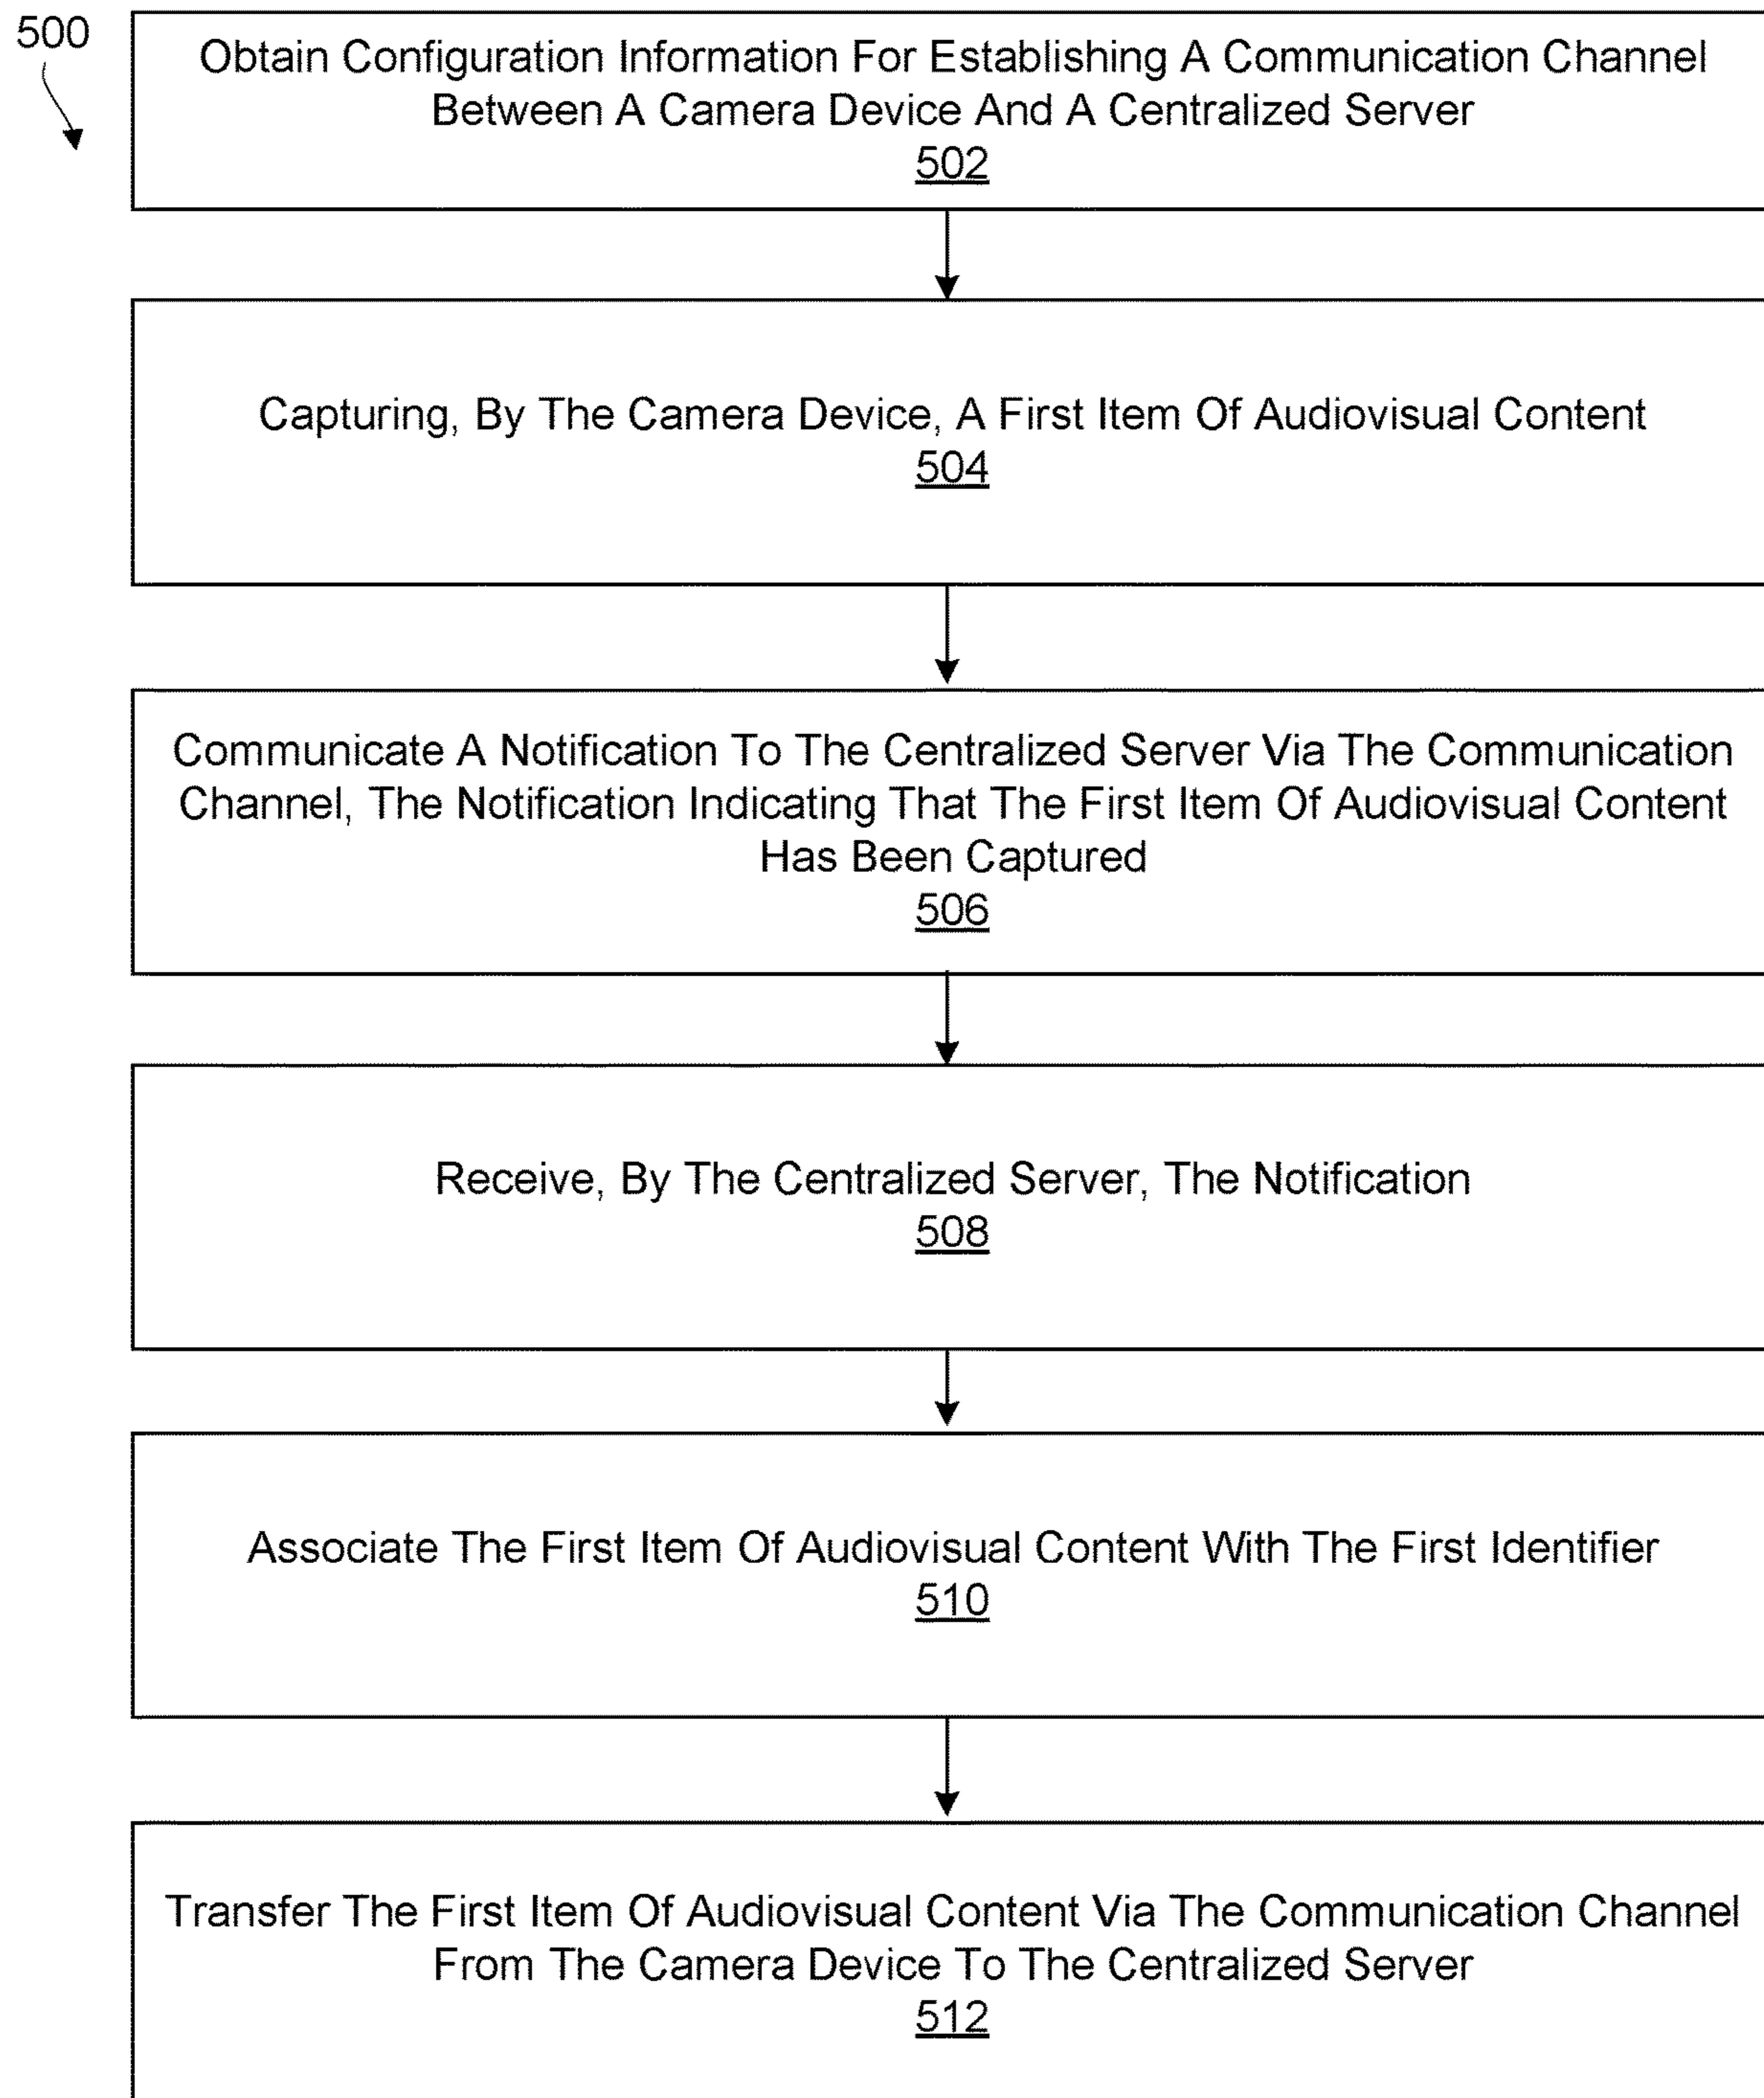 500
Obtain Configuration Information For Establishing A Communication Channel
Between A Camera Device And A Centralized Server
502
Capturing, By The Camera Device, A First Item Of Audiovisual Content
504
Communicate A Notification To The Centralized Server Via The Communication
Channel, The Notification Indicating That The First Item Of Audiovisual Content
Has Been Captured
506
Receive, By The Centralized Server, The Notification
508
Associate The First Item Of Audiovisual Content With The First Identifier
510
Transfer The First Item Of Audiovisual Content Via The Communication Channel
From The Camera Device To The Centralized Server
512